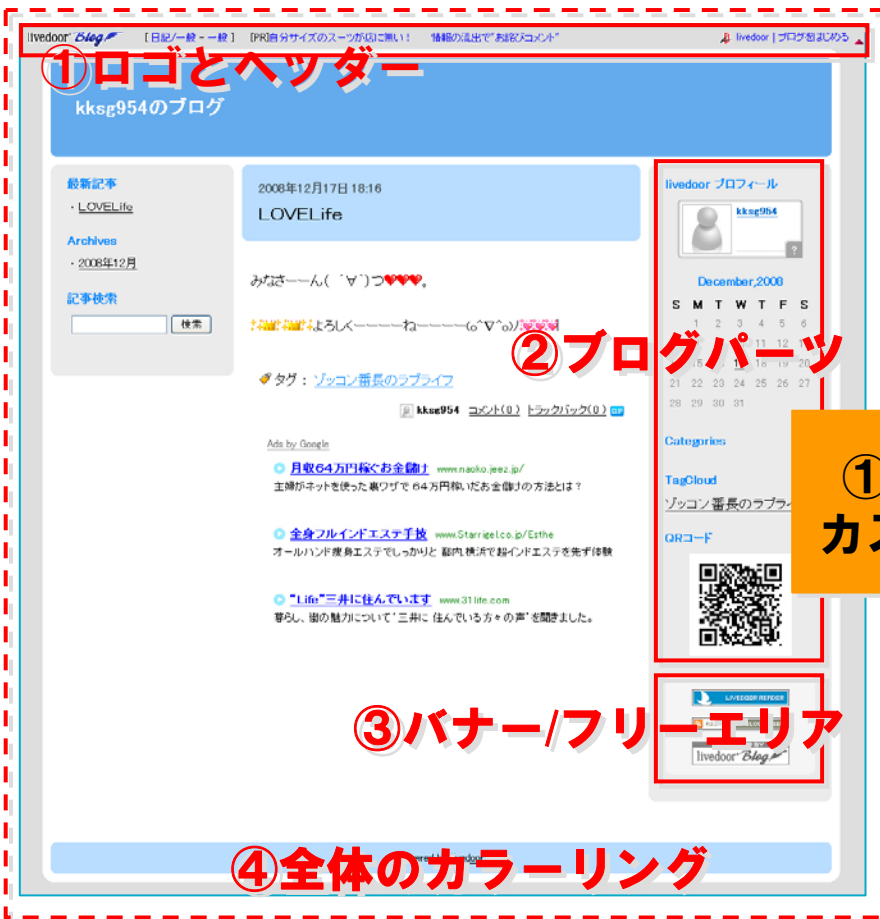 livedoor Blog [日記/一般 - 一般] [PR]自分サイズのスーツが店に無い! 情報の流出で"お詫びコメント" livedoor | ブログをはじめる
①ロゴとヘッダー
kksg954のブログ
最新記事
・LOVELife
Archives
・2008年12月
記事検索
検索
2008年12月17日 18:16
LOVELife
みなさーーん( ´∀`)つ♥♥♥。
よろしく~~~~ね~~~~(o^∇^o)ノ
②ブログパーツ
タグ : ゾッコン番長のラブライフ
kksg954 コメント(0) トラックバック(0)
Ads by Google
月収64万円稼ぐお金儲け www.naoko.jeez.jp/
主婦がネットを使った裏ワザで 64万円稼いだお金儲けの方法とは?
全身フルインドエステ手技 www.Starrigel.co.jp/Esthe
オールハンド痩身エステでしっかりと 都内,横浜で超インドエステを先ず体験
"Life"三井に住んでいます www.31life.com
暮らし、街の魅力について"三井に 住んでいる方々の声"を聞きました。
livedoor プロフィール
kksg954
?
December,2008
S M T W T F S
1 2 3 4 5 6
11 12
18 19 20
21 22 23 24 25 26 27
28 29 30 31
Categories
TagCloud
ゾッコン番長のラブラ
QRコード
①
カス
LIVEDOOR READER
livedoor Blog
③バナー/フリーエリア
④全体のカラーリング